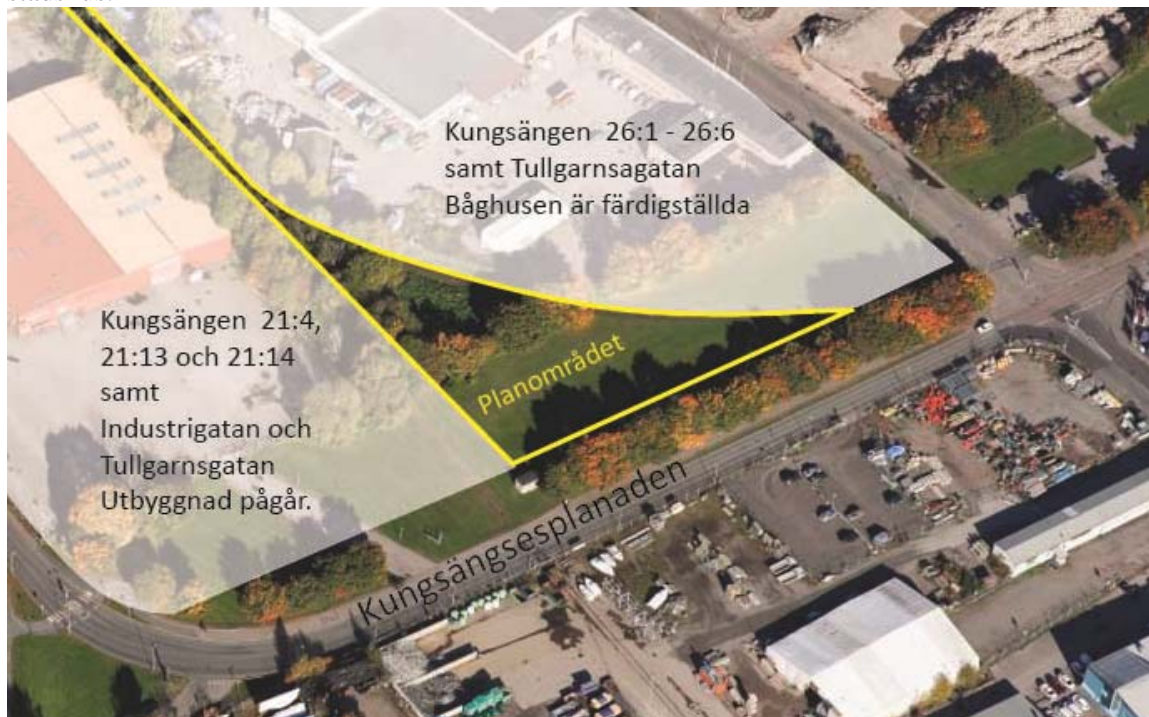 Kungsängen 26:1 - 26:6
samt Tullgarnsagatan
Båghusen är färdigställda
Kungsängen 21:4,
21:13 och 21:14
samt
Industrigatan och
Tullgarnsgatan
Utbyggnad pågår.
Planområdet
Kungsängsesplanaden